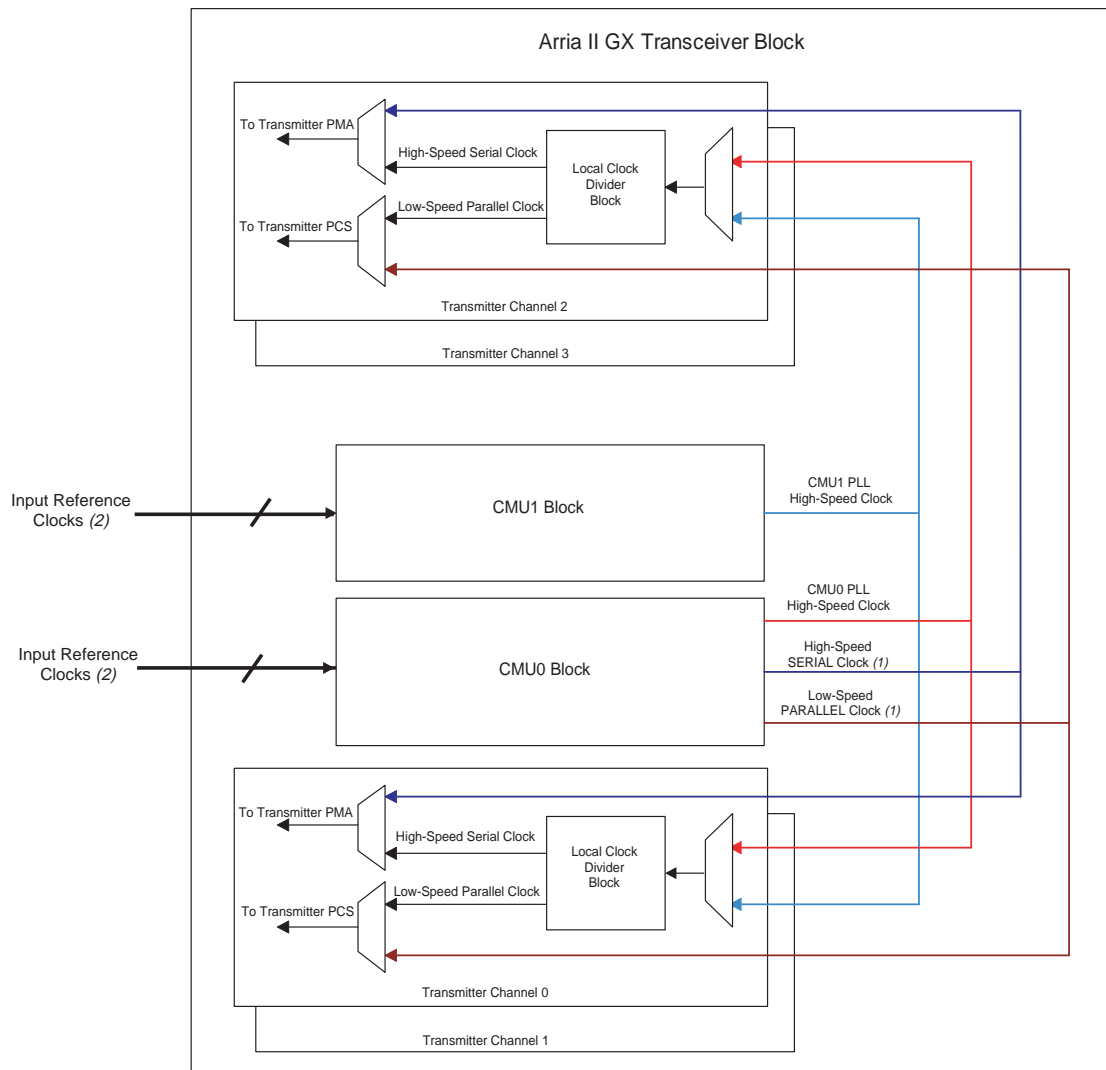 Arria II GX Transceiver Block
To Transmitter PMA
High-Speed Serial Clock
Local Clock
Divider
Block
Low-Speed Parallel Clock
To Transmitter PCS
Transmitter Channel 2
Transmitter Channel 3
Input Reference
Clocks (2)
CMU1 Block
CMU1 PLL
High-Speed Clock
CMU0 PLL
High-Speed Clock
Input Reference
Clocks (2)
CMU0 Block
High-Speed
SERIAL Clock (1)
Low-Speed
PARALLEL Clock (1)
To Transmitter PMA
High-Speed Serial Clock
Local Clock
Divider
Block
Low-Speed Parallel Clock
To Transmitter PCS
Transmitter Channel 0
Transmitter Channel 1